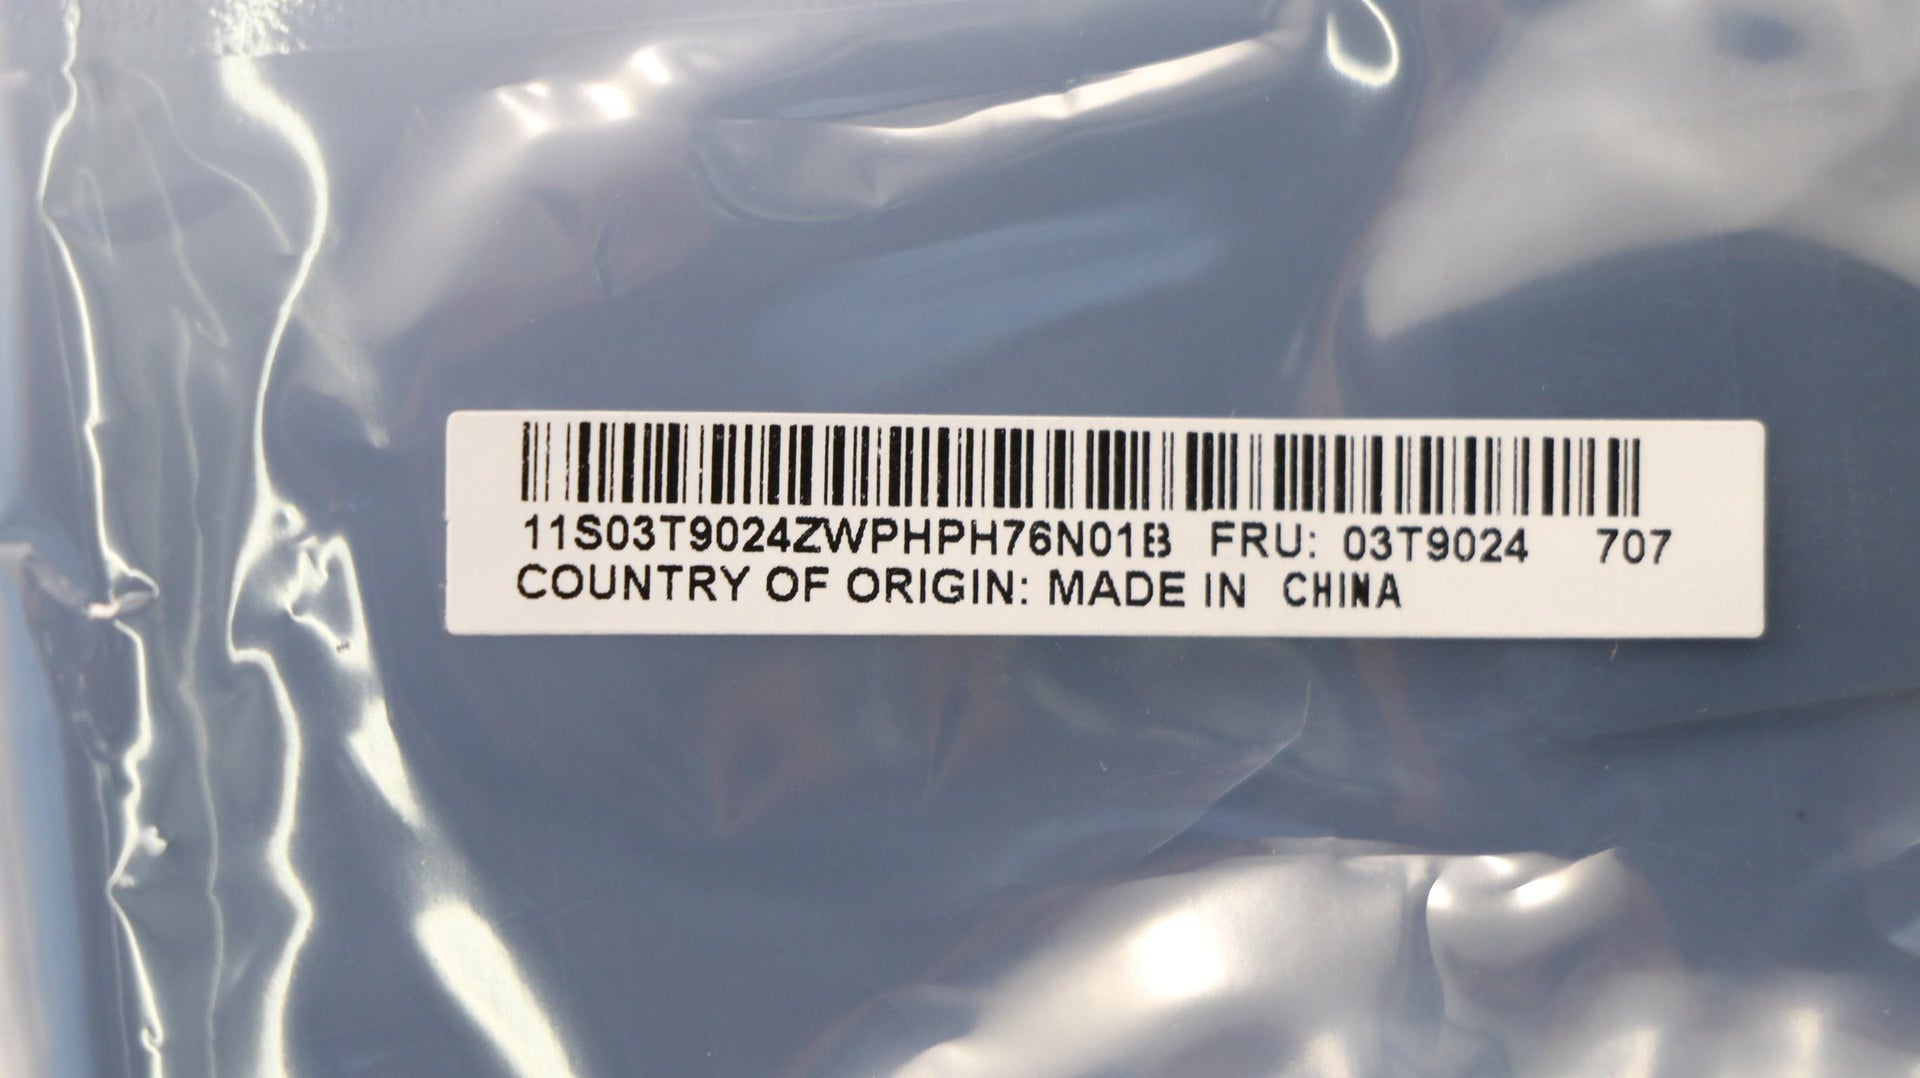 11S03T9024ZWPHPH76N01B FRU: 03T9024 707
COUNTRY OF ORIGIN: MADE IN CHINA